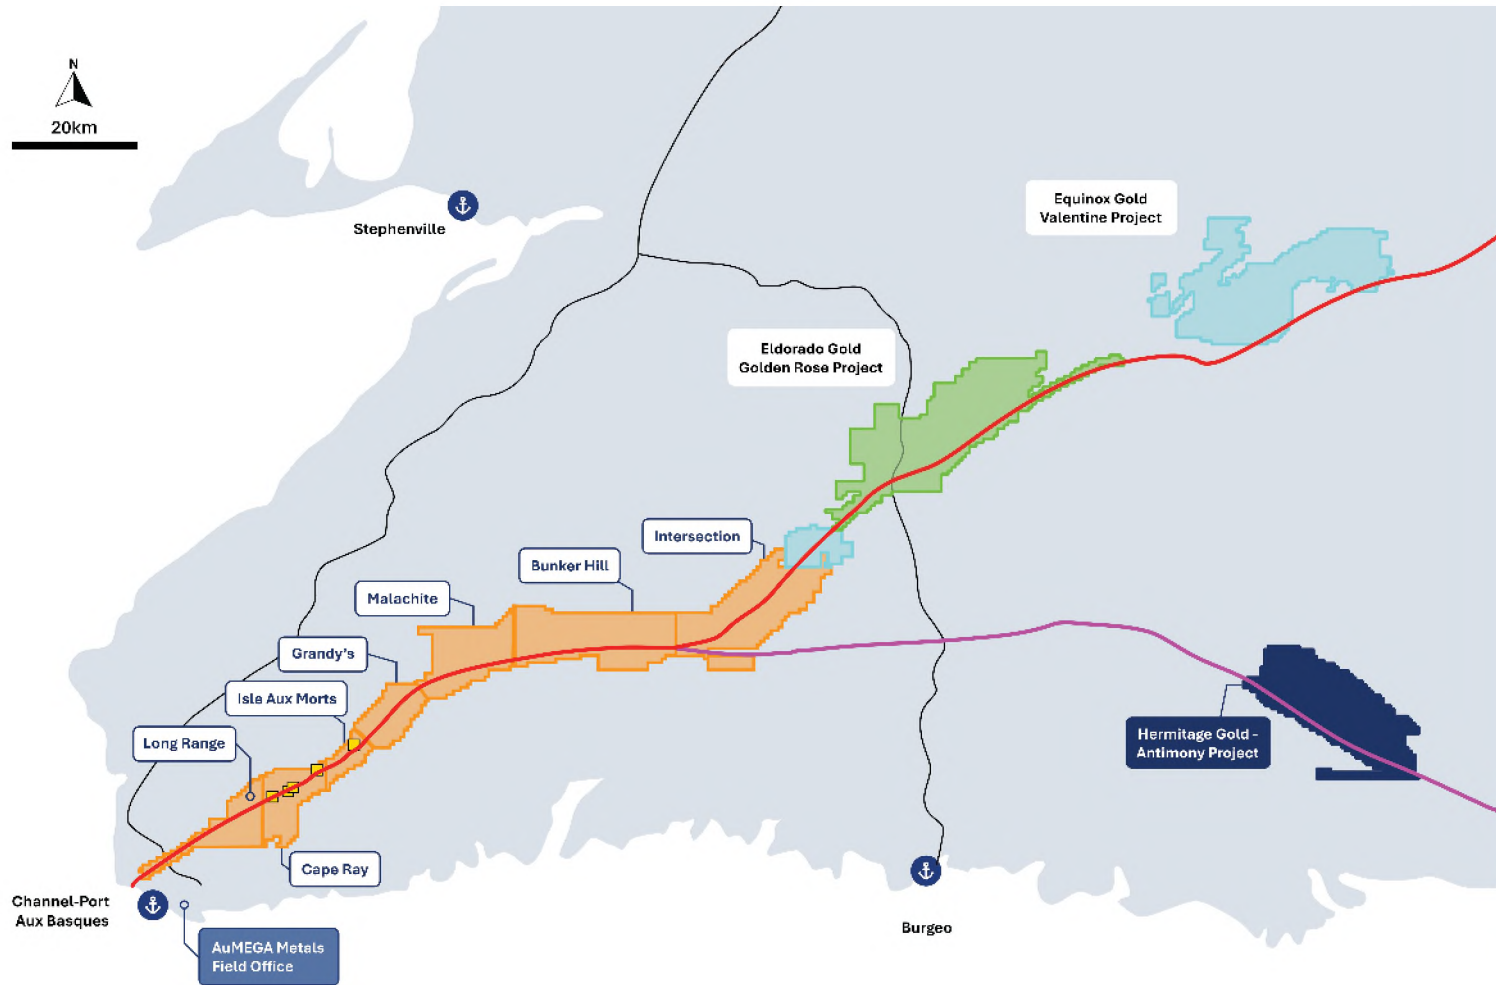 N
20km
Stephenville
Equinox Gold
Valentine Project
Eldorado Gold
Golden Rose Project
Intersection
Bunker Hill
Malachite
Grandy's
Isle Aux Morts
Long Range
Hermitage Gold -
Antimony Project
Cape Ray
Channel-Port
Aux Basques
Burgeo
AuMEGA Metals
Field Office